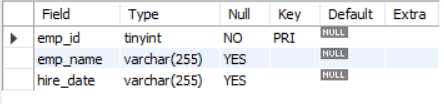 Field Type Null Key Default Extra
emp_id tinyint NO PRI NULL
emp_name varchar(255) YES NULL
hire_date varchar(255) YES NULL